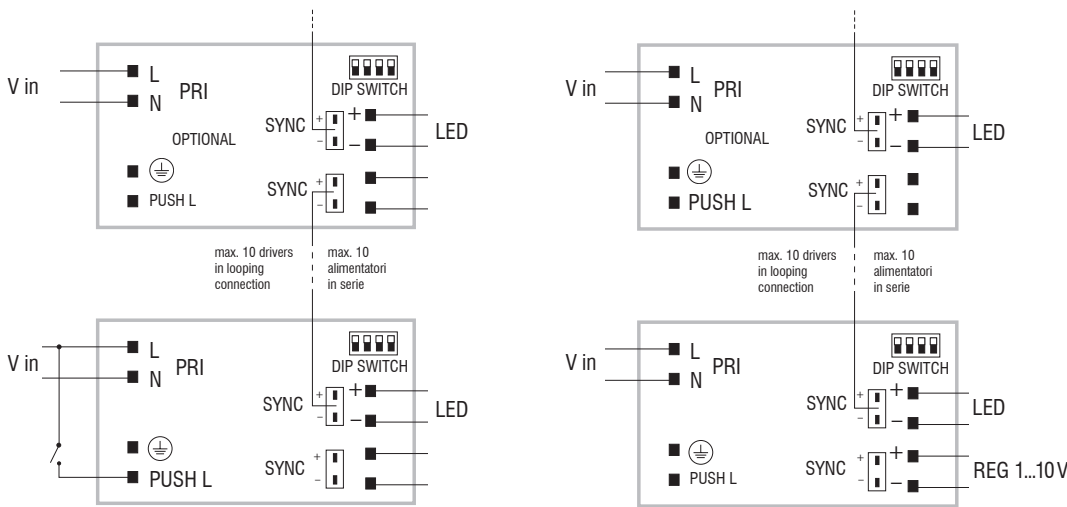 DIP SWITCH
V in
L
N
PRI
SYNC
+
−
+
−
LED
OPTIONAL
SYNC
+
−
PUSH L
max. 10 drivers
in looping
connection
max. 10
alimentatori
in serie
DIP SWITCH
V in
L
N
PRI
SYNC
+
−
+
−
LED
SYNC
+
−
PUSH L
DIP SWITCH
V in
L
N
PRI
SYNC
+
−
+
−
LED
OPTIONAL
SYNC
+
−
PUSH L
max. 10 drivers
in looping
connection
max. 10
alimentatori
in serie
DIP SWITCH
V in
L
N
PRI
SYNC
+
−
+
−
LED
SYNC
+
−
+
−
REG 1...10 V
PUSH L